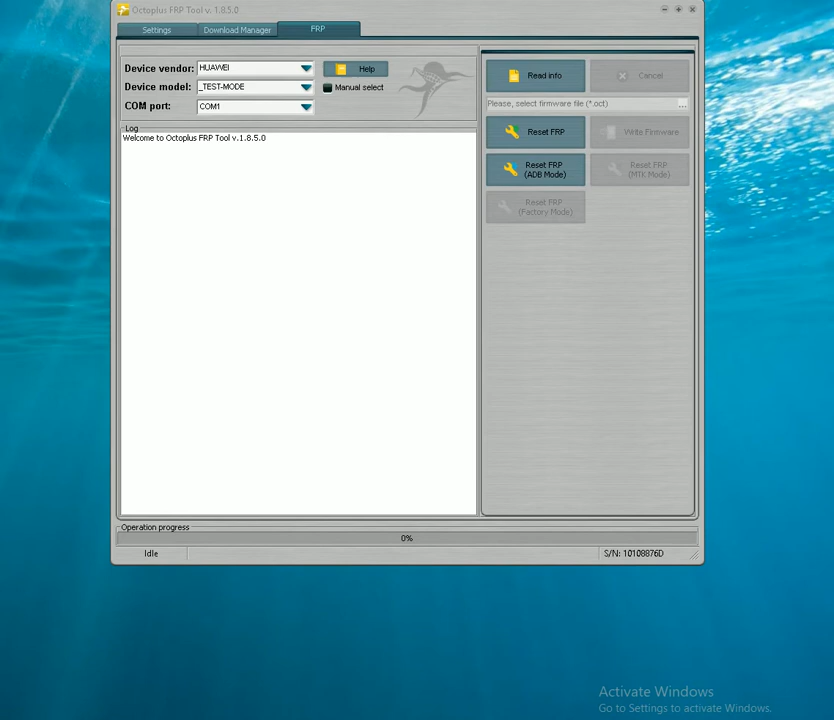 Octoplus FRP Tool v. 1.8.5.0
Settings
Download Manager
FRP
Device vendor:
HUAWEI
Help
Device model:
_TEST-MODE
Manual select
COM port:
COM1
Log
Welcome to Octoplus FRP Tool v.1.8.5.0
Read info
Cancel
Please, select firmware file (*.oct)
...
Reset FRP
Write Firmware
Reset FRP
(ADB Mode)
Reset FRP
(MTK Mode)
Reset FRP
(Factory Mode)
Operation progress
0%
Idle
S/N: 10108876D
Activate Windows
Go to Settings to activate Windows.